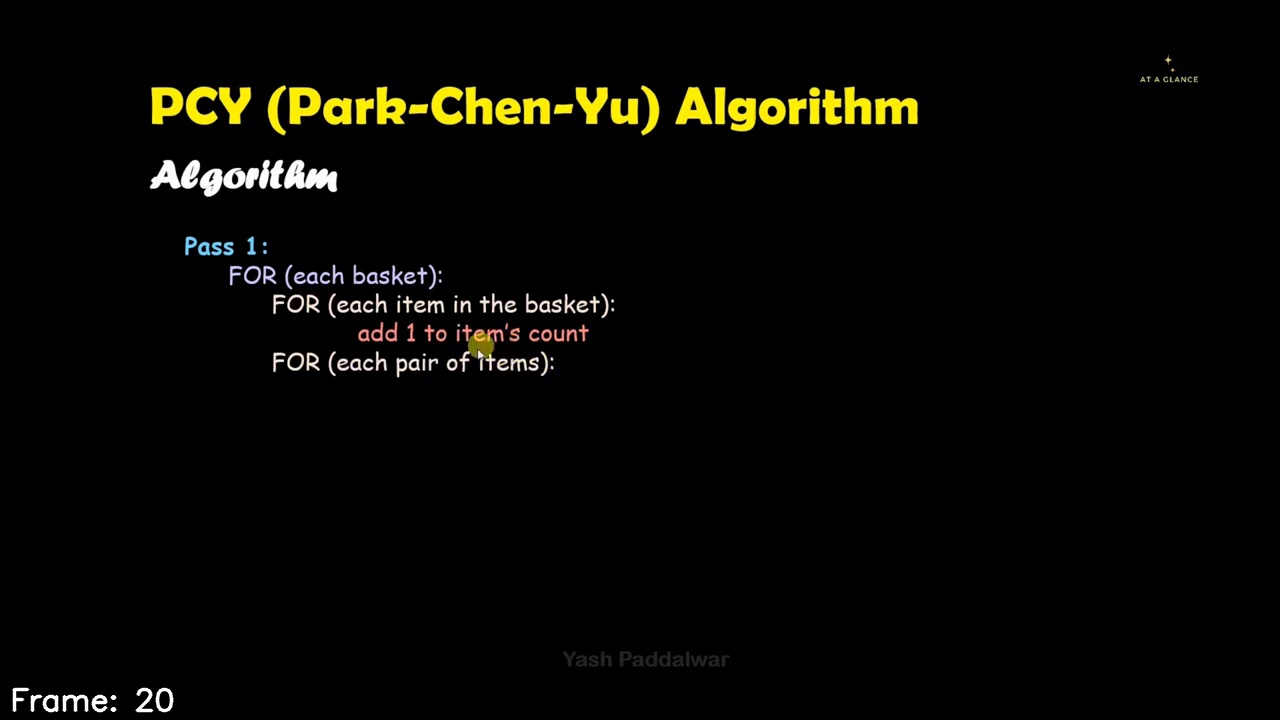 AT A GLANCE
PCY (Park-Chen-Yu) Algorithm
Algorithm
Pass 1:
FOR (each basket):
FOR (each item in the basket):
add 1 to item's count
FOR (each pair of items):
Yash Paddalwar
Frame: 20